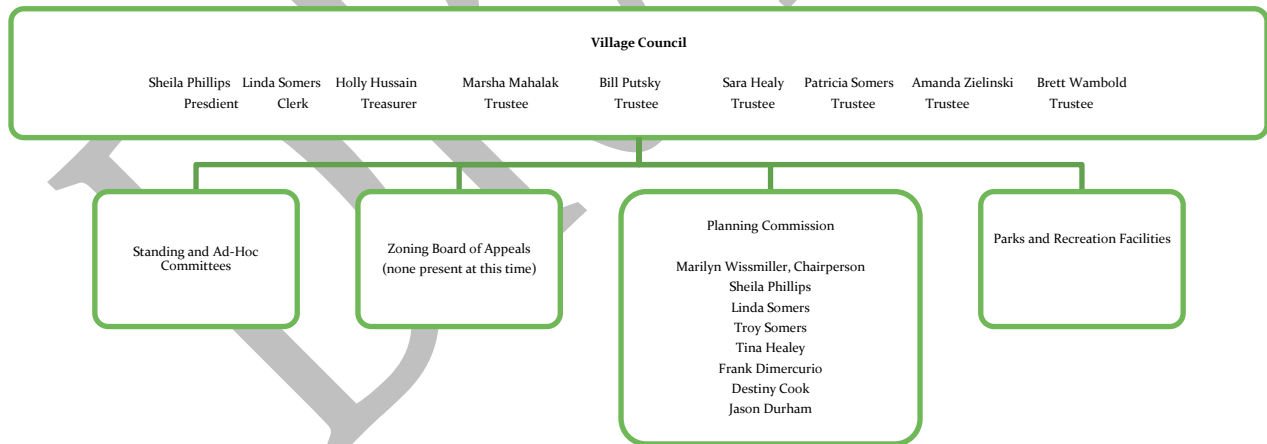 Village Council
Sheila Phillips Linda Somers Holly Hussain Marsha Mahalak Bill Putsky Sara Healy Patricia Somers Amanda Zielinski Brett Wambold
Presdient Clerk Treasurer Trustee Trustee Trustee Trustee Trustee Trustee
Standing and Ad-Hoc
Committees
Zoning Board of Appeals
(none present at this time)
Planning Commission
Marilyn Wissmiller, Chairperson
Sheila Phillips
Linda Somers
Troy Somers
Tina Healey
Frank Dimercurio
Destiny Cook
Jason Durham
Parks and Recreation Facilities